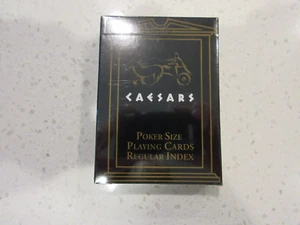 CAESARS
POKER SIZE
PLAYING CARDS
REGULAR INDEX